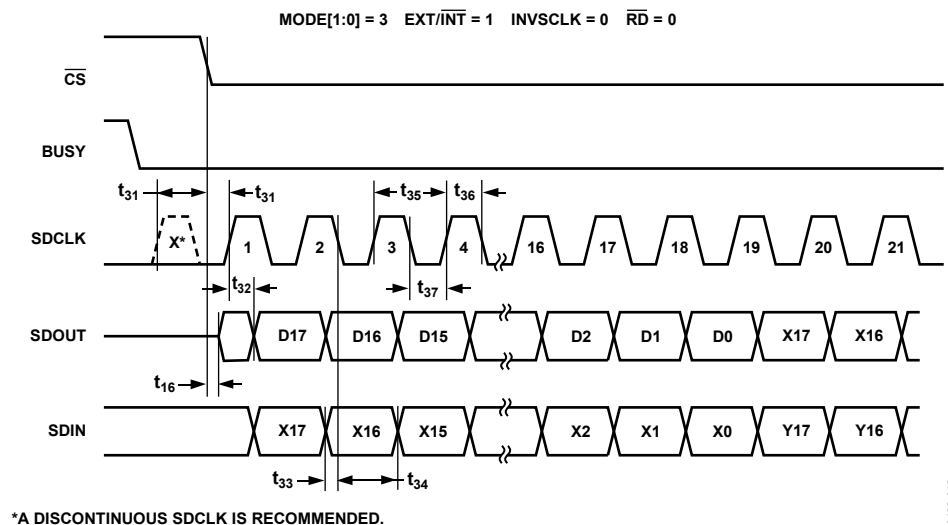 MODE[1:0] = 3 EXT/INT = 1 INVSCLK = 0 RD = 0
CS
BUSY
t31 t31 t35 t36
SDCLK X* 1 2 3 4 16 17 18 19 20 21
t32 t37
SDOUT D17 D16 D15 D2 D1 D0 X17 X16
t16
SDIN X17 X16 X15 X2 X1 X0 Y17 Y16
t33 t34
*A DISCONTINUOUS SDCLK IS RECOMMENDED.